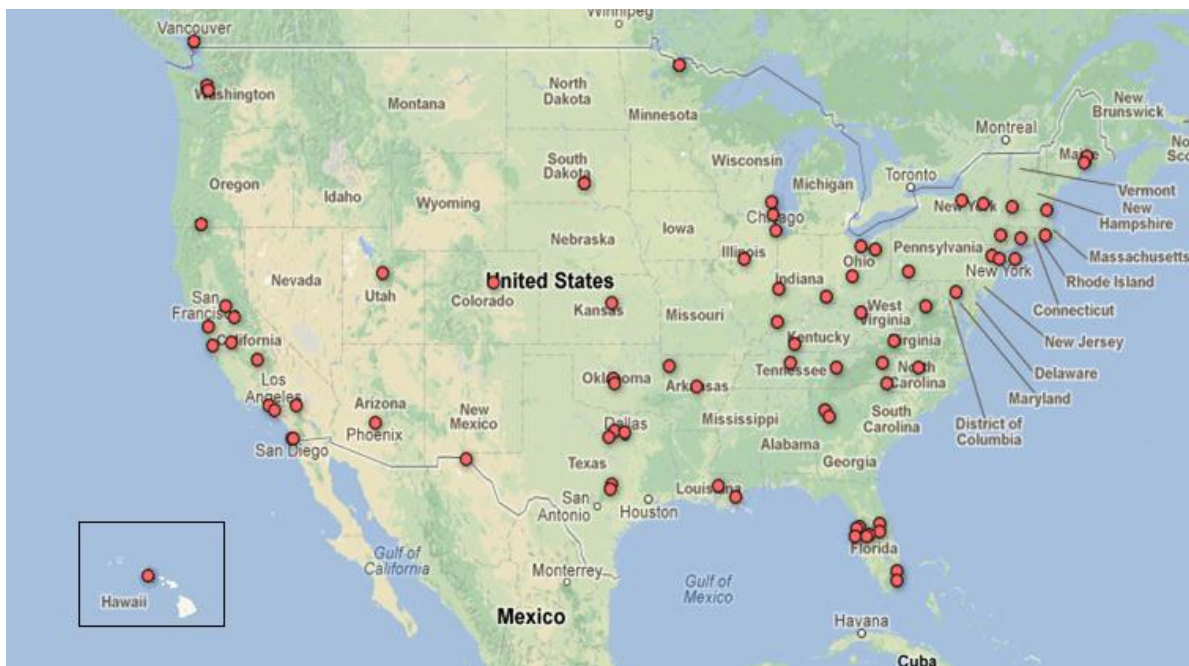 Winnipeg
Vancouver
Washington
Montana
North
Dakota
Minnesota
Montreal
New
Brunswick
Maine
Oregon
Idaho
Wyoming
South
Dakota
Wisconsin
Michigan
Toronto
Vermont
New
Hampshire
New York
Chicago
Iowa
Nebraska
Illinois
Indiana
Ohio
Pennsylvania
New York
Massachusetts
Rhode Island
Connecticut
New Jersey
Delaware
Maryland
District of
Columbia
Nevada
Utah
Colorado
United States
Kansas
Missouri
West
Virginia
Kentucky
Virginia
San
Francisco
California
Los
Angeles
San Diego
Arizona
Phoenix
New
Mexico
Oklahoma
Arkansas
Tennessee
North
Carolina
South
Carolina
Mississippi
Alabama
Georgia
Dallas
Texas
San
Antonio
Houston
Louisiana
Florida
Gulf of
California
Monterrey
Gulf of
Mexico
Mexico
Havana
Cuba
Hawaii